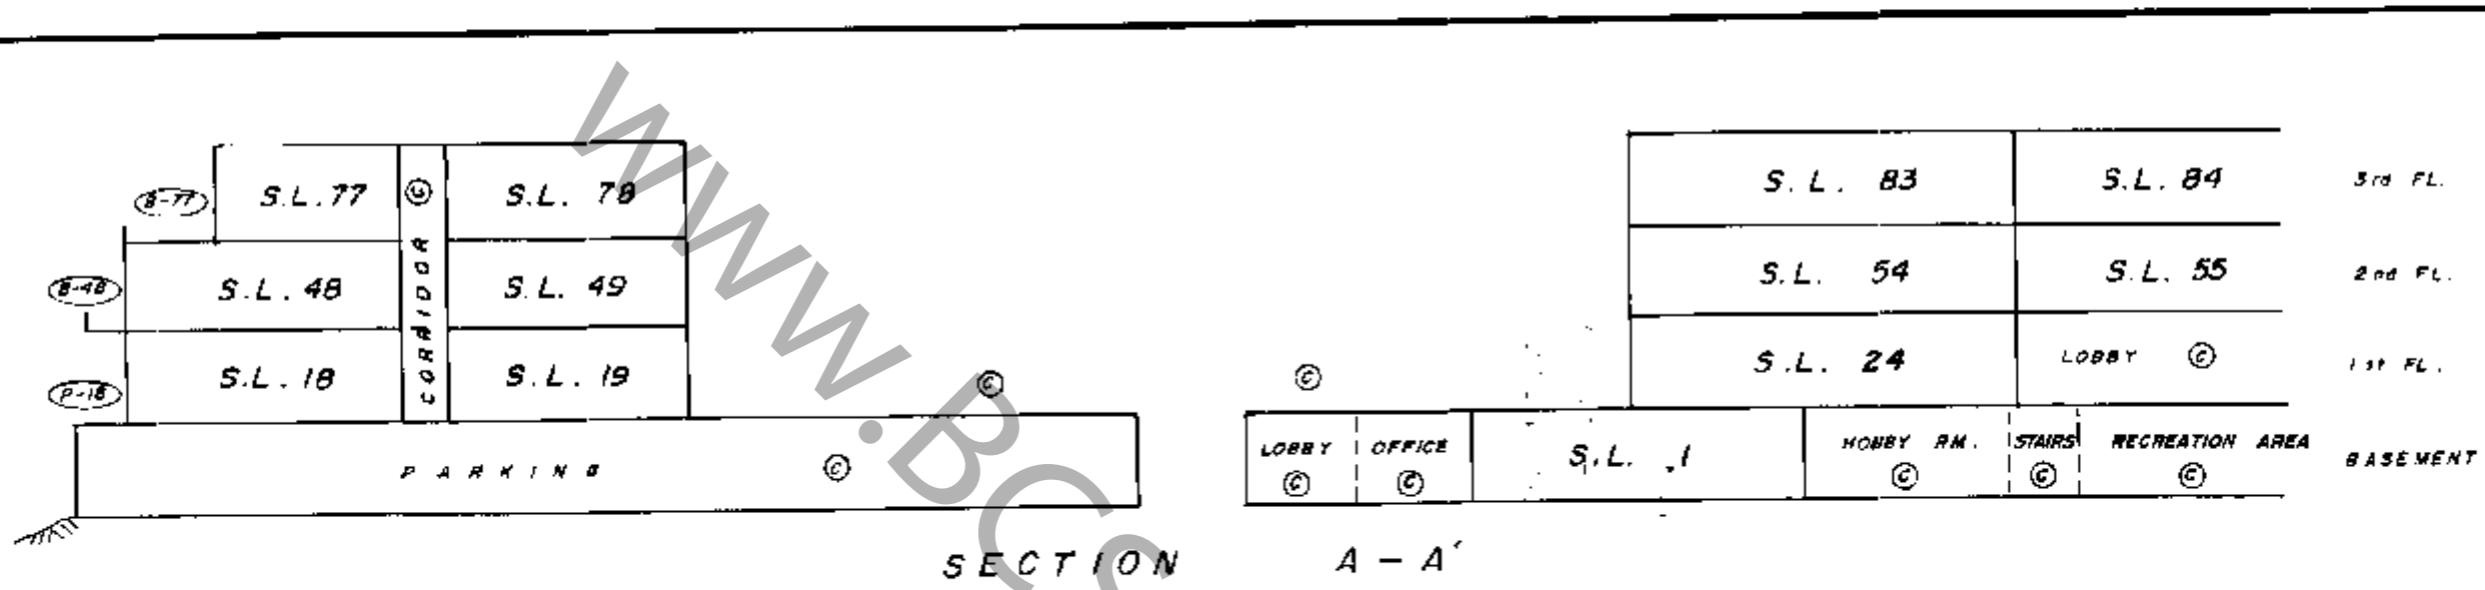 B-77 S.L. 77 © S.L. 78 S.L. 83 S.L. 84 3rd FL.
B-48 S.L. 48 S.L. 49 S.L. 54 S.L. 55 2nd FL.
CORRIDOR
P-18 S.L. 18 S.L. 19 © © S.L. 24 LOBBY © 1st FL.
PARKING © LOBBY © OFFICE © S.L. 1 HOBBY RM. © STAIRS © RECREATION AREA © BASEMENT
SECTION A - A'
www.BCS